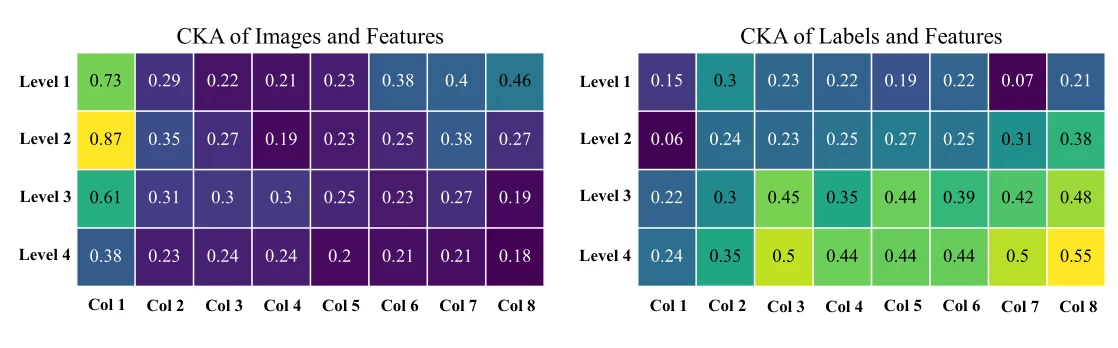 CKA of Images and Features
Level 1 0.73 0.29 0.22 0.21 0.23 0.38 0.4 0.46
Level 2 0.87 0.35 0.27 0.19 0.23 0.25 0.38 0.27
Level 3 0.61 0.31 0.3 0.3 0.25 0.23 0.27 0.19
Level 4 0.38 0.23 0.24 0.24 0.2 0.21 0.21 0.18
Col 1 Col 2 Col 3 Col 4 Col 5 Col 6 Col 7 Col 8
CKA of Labels and Features
Level 1 0.15 0.3 0.23 0.22 0.19 0.22 0.07 0.21
Level 2 0.06 0.24 0.23 0.25 0.27 0.25 0.31 0.38
Level 3 0.22 0.3 0.45 0.35 0.44 0.39 0.42 0.48
Level 4 0.24 0.35 0.5 0.44 0.44 0.44 0.5 0.55
Col 1 Col 2 Col 3 Col 4 Col 5 Col 6 Col 7 Col 8